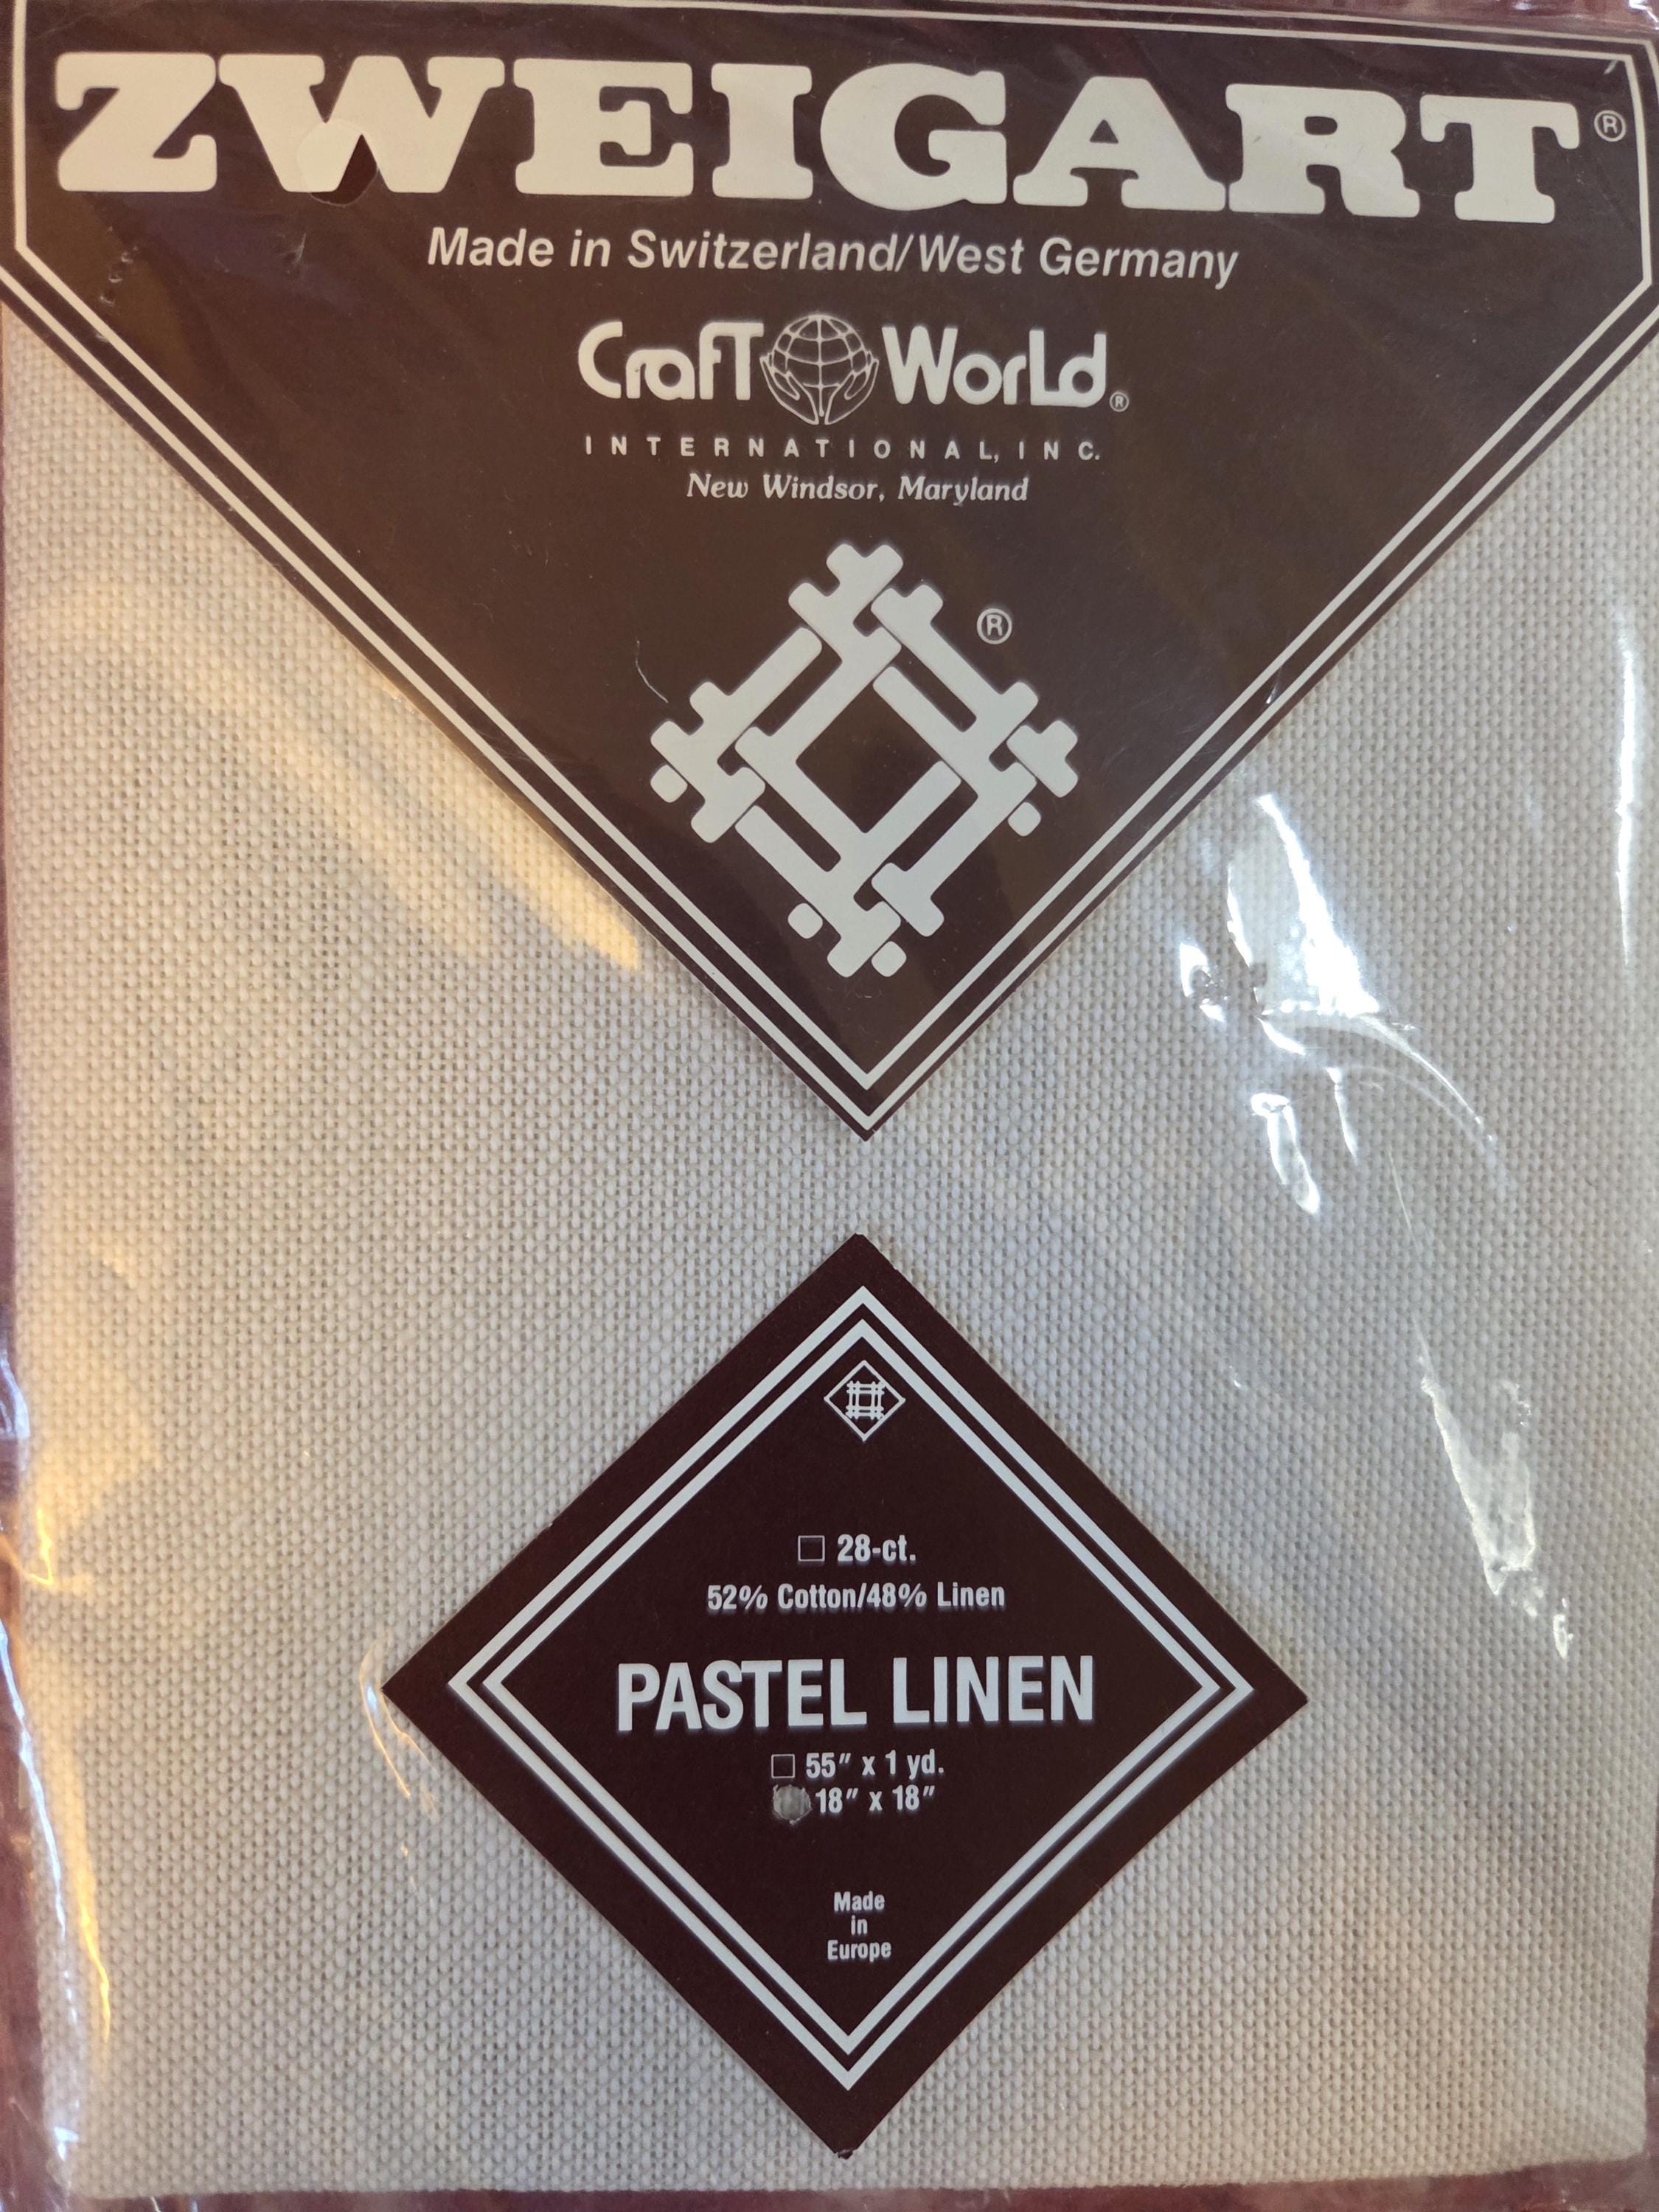 ZWEIGART®
Made in Switzerland/West Germany
CrafT WorLd®
INTERNATIONAL, INC.
New Windsor, Maryland
®
☐ 28-ct.
52% Cotton/48% Linen
PASTEL LINEN
☐ 55″ x 1 yd.
18″ x 18″
Made
in
Europe